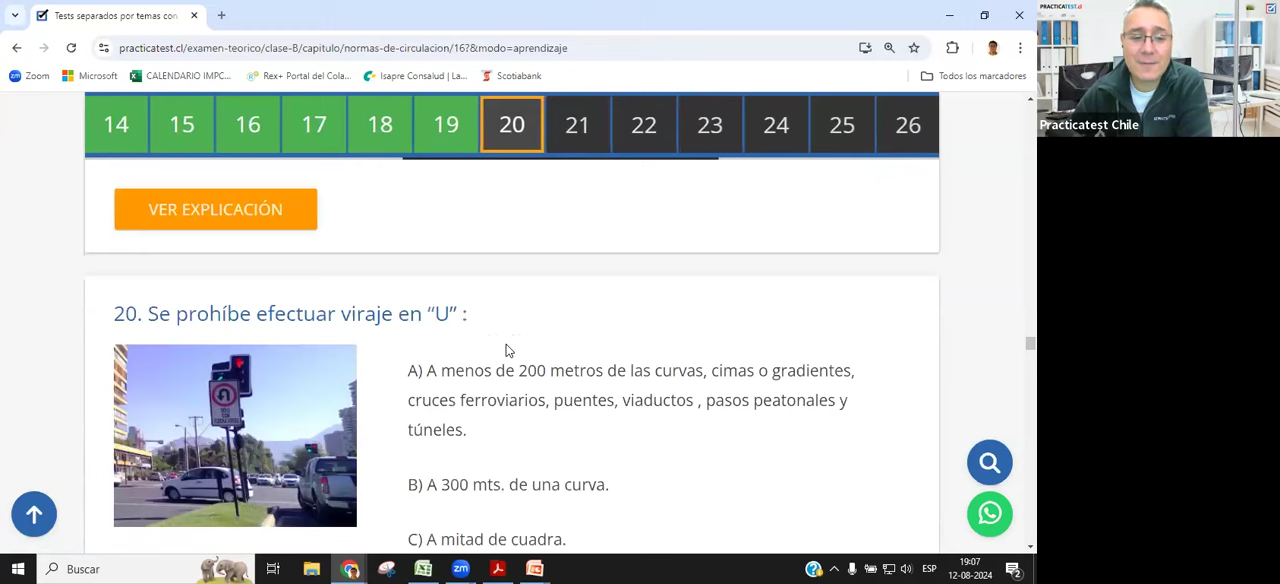 Tests separados por temas con
practicatest.cl/examen-teorico/clase-B/capitulo/normas-de-circulacion/16?&modo=aprendizaje
Zoom
Microsoft
CALENDARIO IMPC...
Rex+ Portal del Cola...
Isapre Consalud | La...
Scotiabank
Todos los marcadores
14 15 16 17 18 19 20 21 22 23 24 25 26
VER EXPLICACIÓN
20. Se prohíbe efectuar viraje en “U” :
A) A menos de 200 metros de las curvas, cimas o gradientes,
cruces ferroviarios, puentes, viaductos , pasos peatonales y
túneles.
B) A 300 mts. de una curva.
C) A mitad de cuadra.
PRACTICATEST.CL
Practicatest Chile
Buscar
ESP
19:07
12-08-2024
2